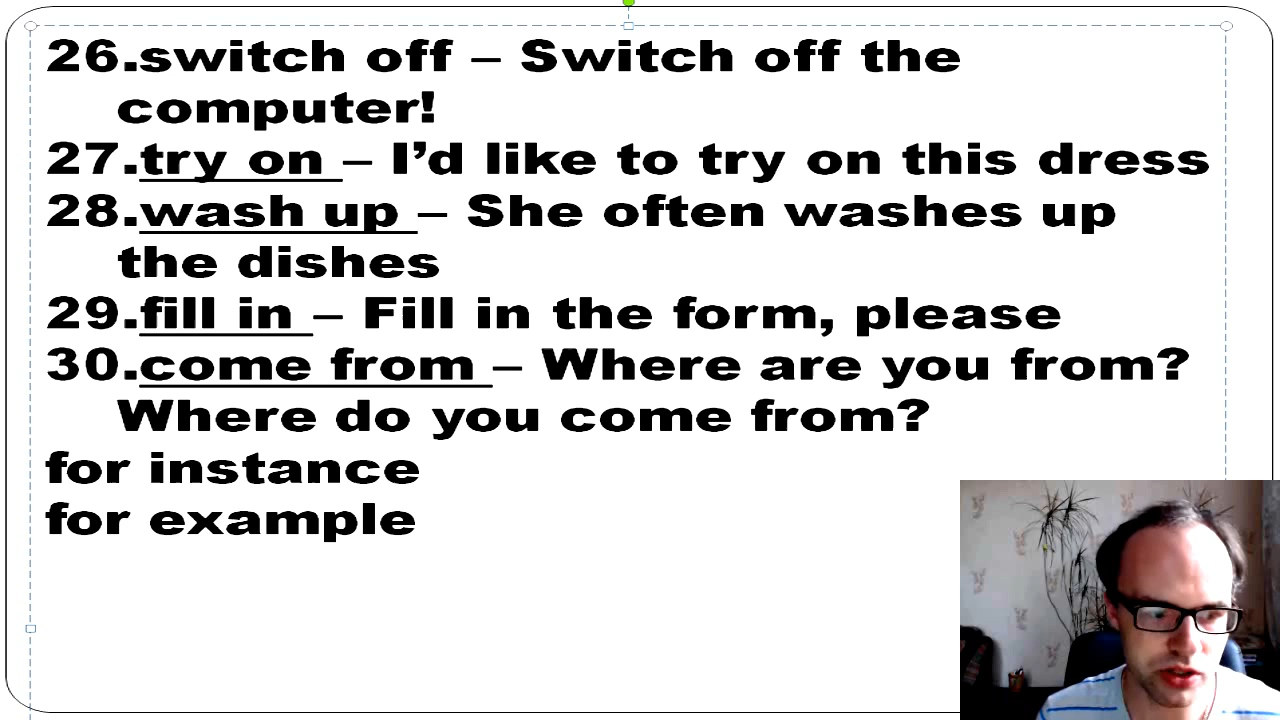 26.switch off – Switch off the
computer!
27.try on – I’d like to try on this dress
28.wash up – She often washes up
the dishes
29.fill in – Fill in the form, please
30.come from – Where are you from?
Where do you come from?
for instance
for example